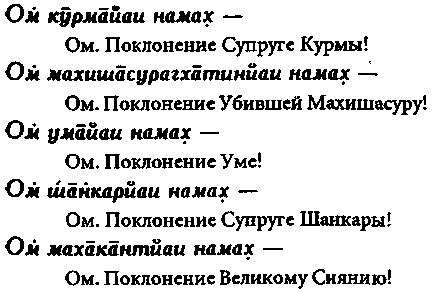 Ом̇ кӯрма̄йаи намах̣ —
Ом. Поклонение Супруге Курмы!
Ом̇ махиша̄сурагха̄тинйаи намах̣ —
Ом. Поклонение Убившей Махишасуру!
Ом̇ ума̄йаи намах̣ —
Ом. Поклонение Уме!
Ом̇ ш́а̄н̇карйаи намах̣ —
Ом. Поклонение Супруге Шанкары!
Ом̇ маха̄ка̄нтйаи намах̣ —
Ом. Поклонение Великому Сиянию!